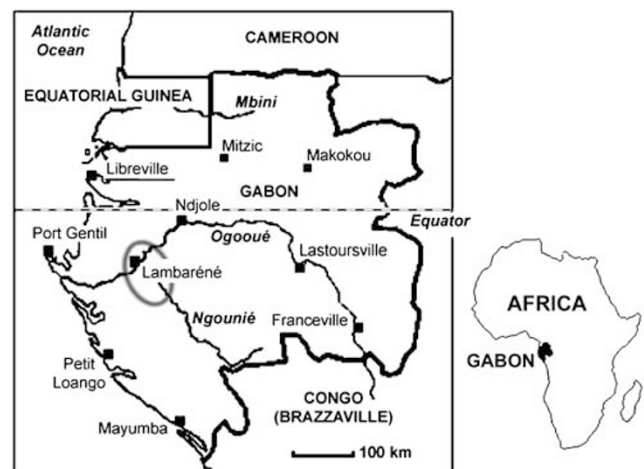 Atlantic
Ocean
CAMEROON
EQUATORIAL GUINEA
Mbini
Mitzic
Makokou
Libreville
GABON
Ndjole
Equator
Port Gentil
Ogooué
Lastoursville
Lambaréné
Ngounié
Franceville
Petit
Loango
CONGO
(BRAZZAVILLE)
Mayumba
100 km
AFRICA
GABON